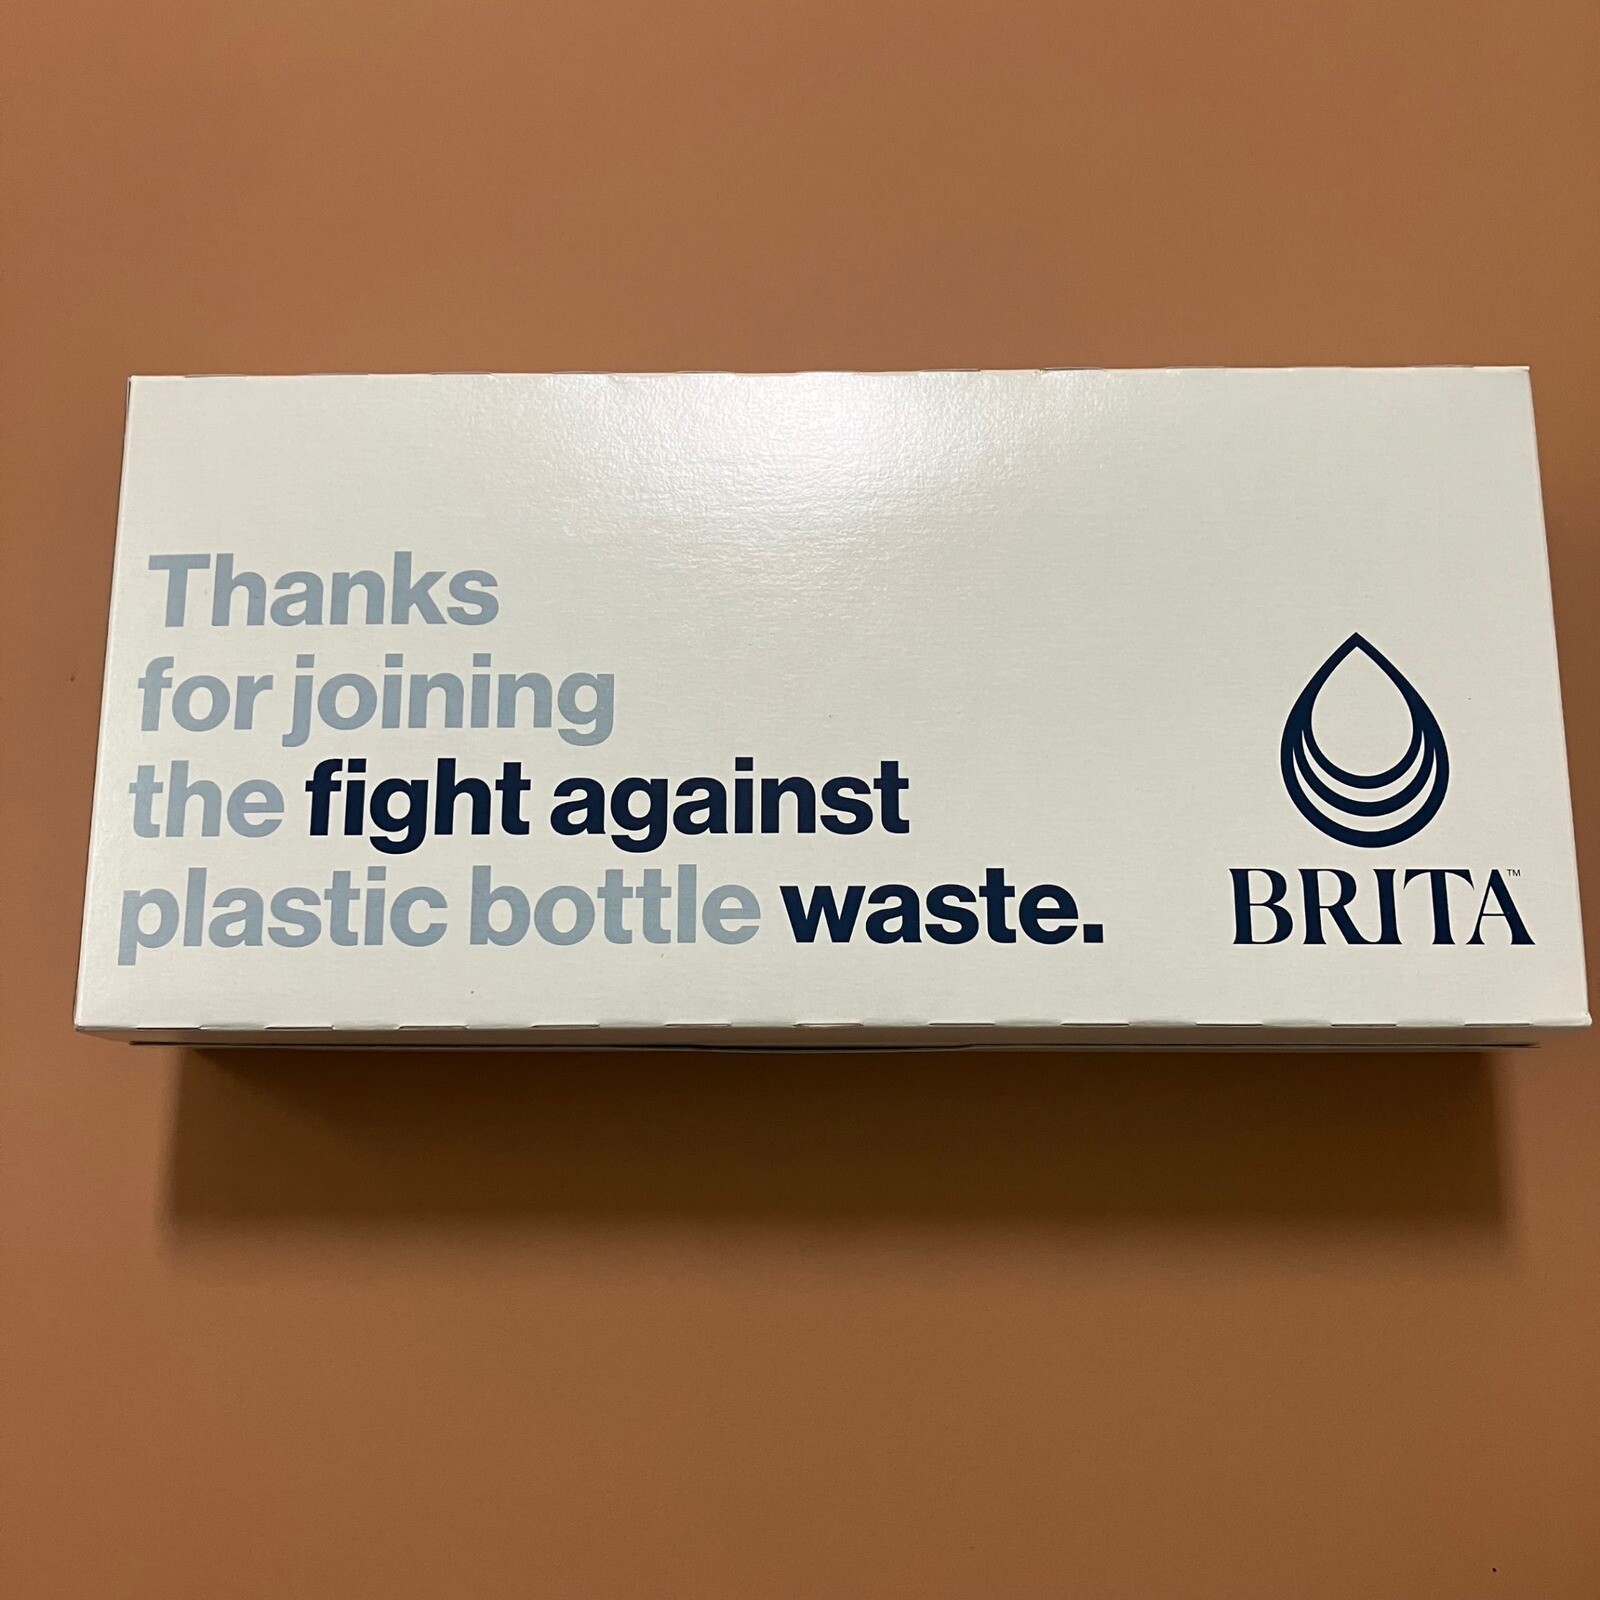 Thanks
for joining
the fight against
plastic bottle waste.
BRITA™